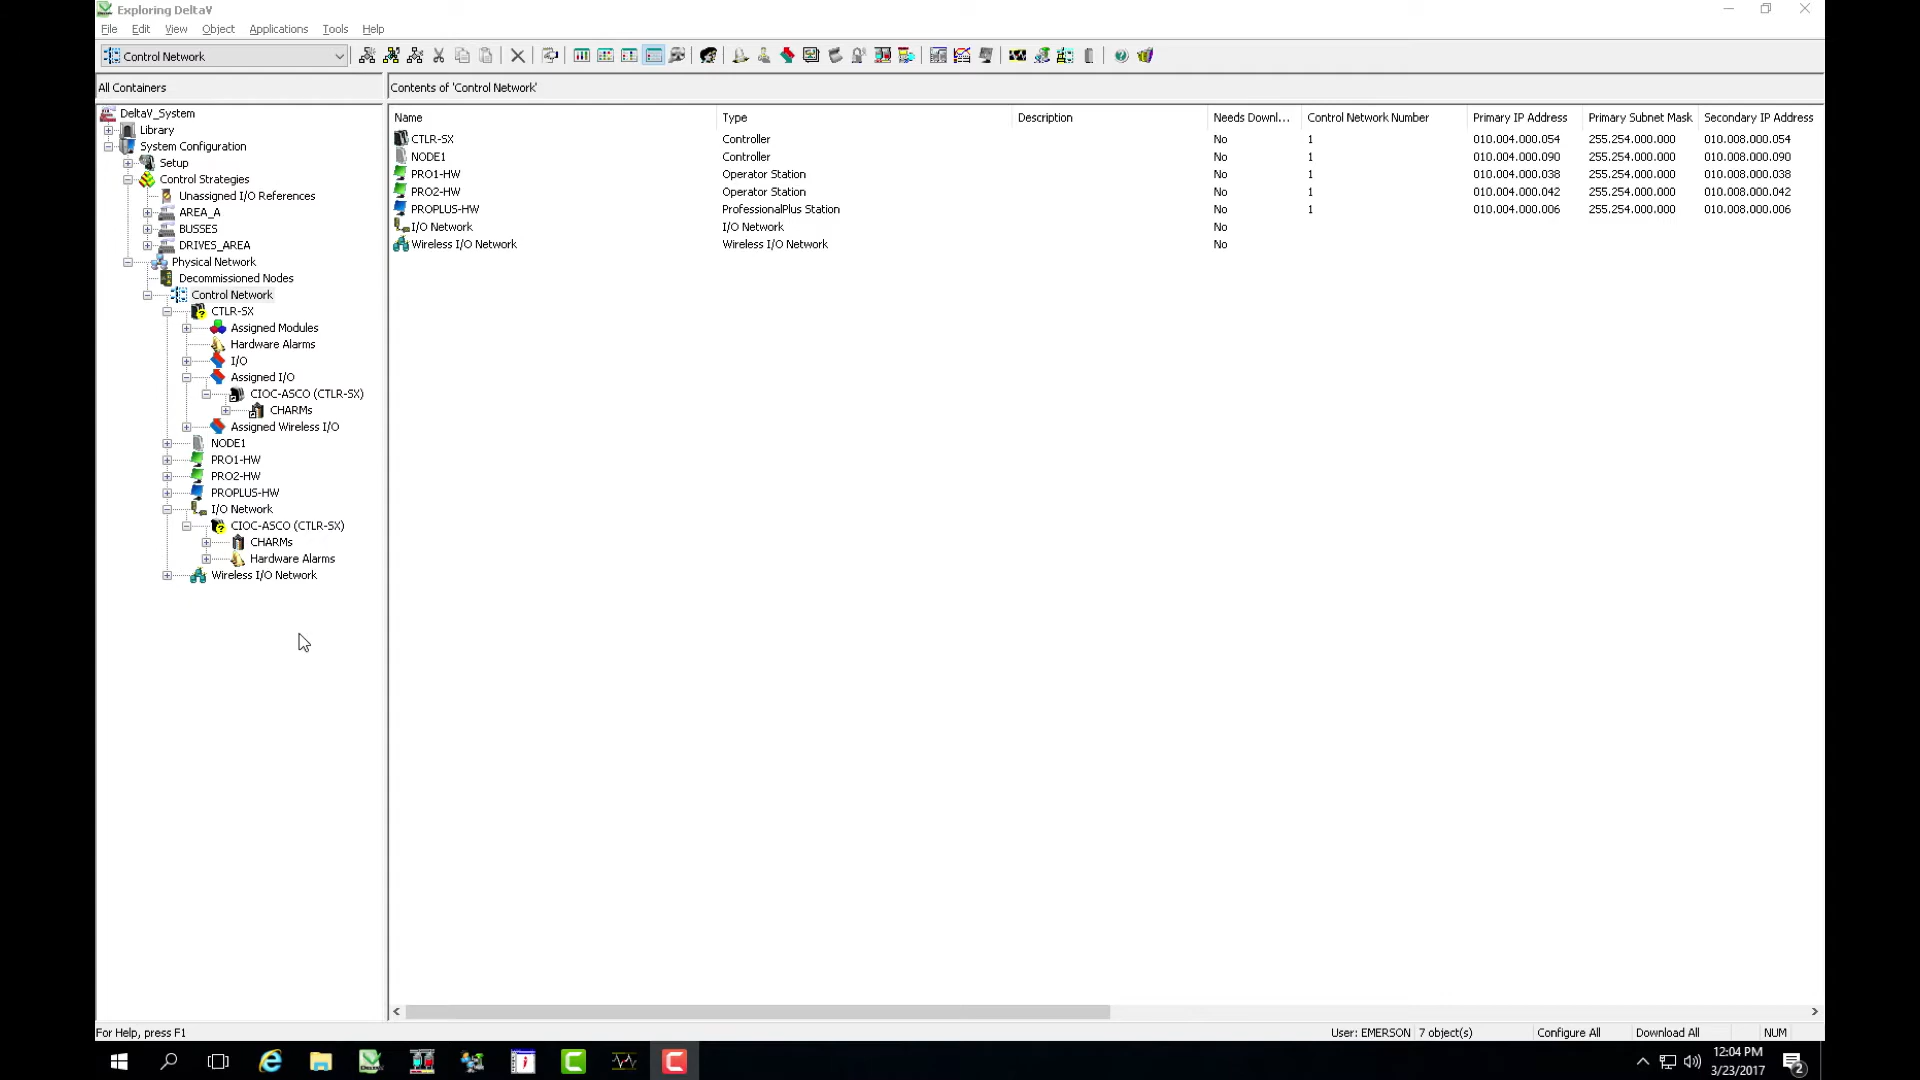 Exploring DeltaV
File Edit View Object Applications Tools Help
Control Network
All Containers
Contents of 'Control Network'
DeltaV_System
Library
System Configuration
Setup
Control Strategies
Unassigned I/O References
AREA_A
BUSSES
DRIVES_AREA
Physical Network
Decommissioned Nodes
Control Network
CTLR-SX
Assigned Modules
Hardware Alarms
I/O
Assigned I/O
CIOC-ASCO (CTLR-SX)
CHARMs
Assigned Wireless I/O
NODE1
PRO1-HW
PRO2-HW
PROPLUS-HW
I/O Network
CIOC-ASCO (CTLR-SX)
CHARMs
Hardware Alarms
Wireless I/O Network
Name Type Description Needs Downl... Control Network Number Primary IP Address Primary Subnet Mask Secondary IP Address
CTLR-SX Controller No 1 010.004.000.054 255.254.000.000 010.008.000.054
NODE1 Controller No 1 010.004.000.090 255.254.000.000 010.008.000.090
PRO1-HW Operator Station No 1 010.004.000.038 255.254.000.000 010.008.000.038
PRO2-HW Operator Station No 1 010.004.000.042 255.254.000.000 010.008.000.042
PROPLUS-HW ProfessionalPlus Station No 1 010.004.000.006 255.254.000.000 010.008.000.006
I/O Network I/O Network No
Wireless I/O Network Wireless I/O Network No
For Help, press F1
User: EMERSON 7 object(s) Configure All Download All NUM
12:04 PM
3/23/2017
2